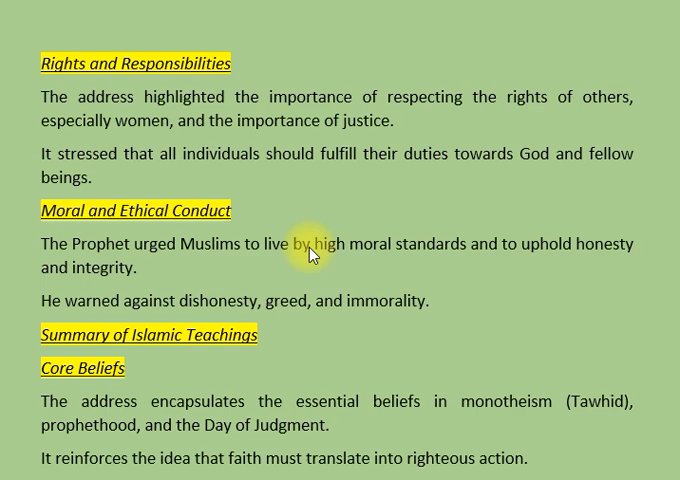 Rights and Responsibilities
The address highlighted the importance of respecting the rights of others,
especially women, and the importance of justice.
It stressed that all individuals should fulfill their duties towards God and fellow
beings.
Moral and Ethical Conduct
The Prophet urged Muslims to live by high moral standards and to uphold honesty
and integrity.
He warned against dishonesty, greed, and immorality.
Summary of Islamic Teachings
Core Beliefs
The address encapsulates the essential beliefs in monotheism (Tawhid),
prophethood, and the Day of Judgment.
It reinforces the idea that faith must translate into righteous action.